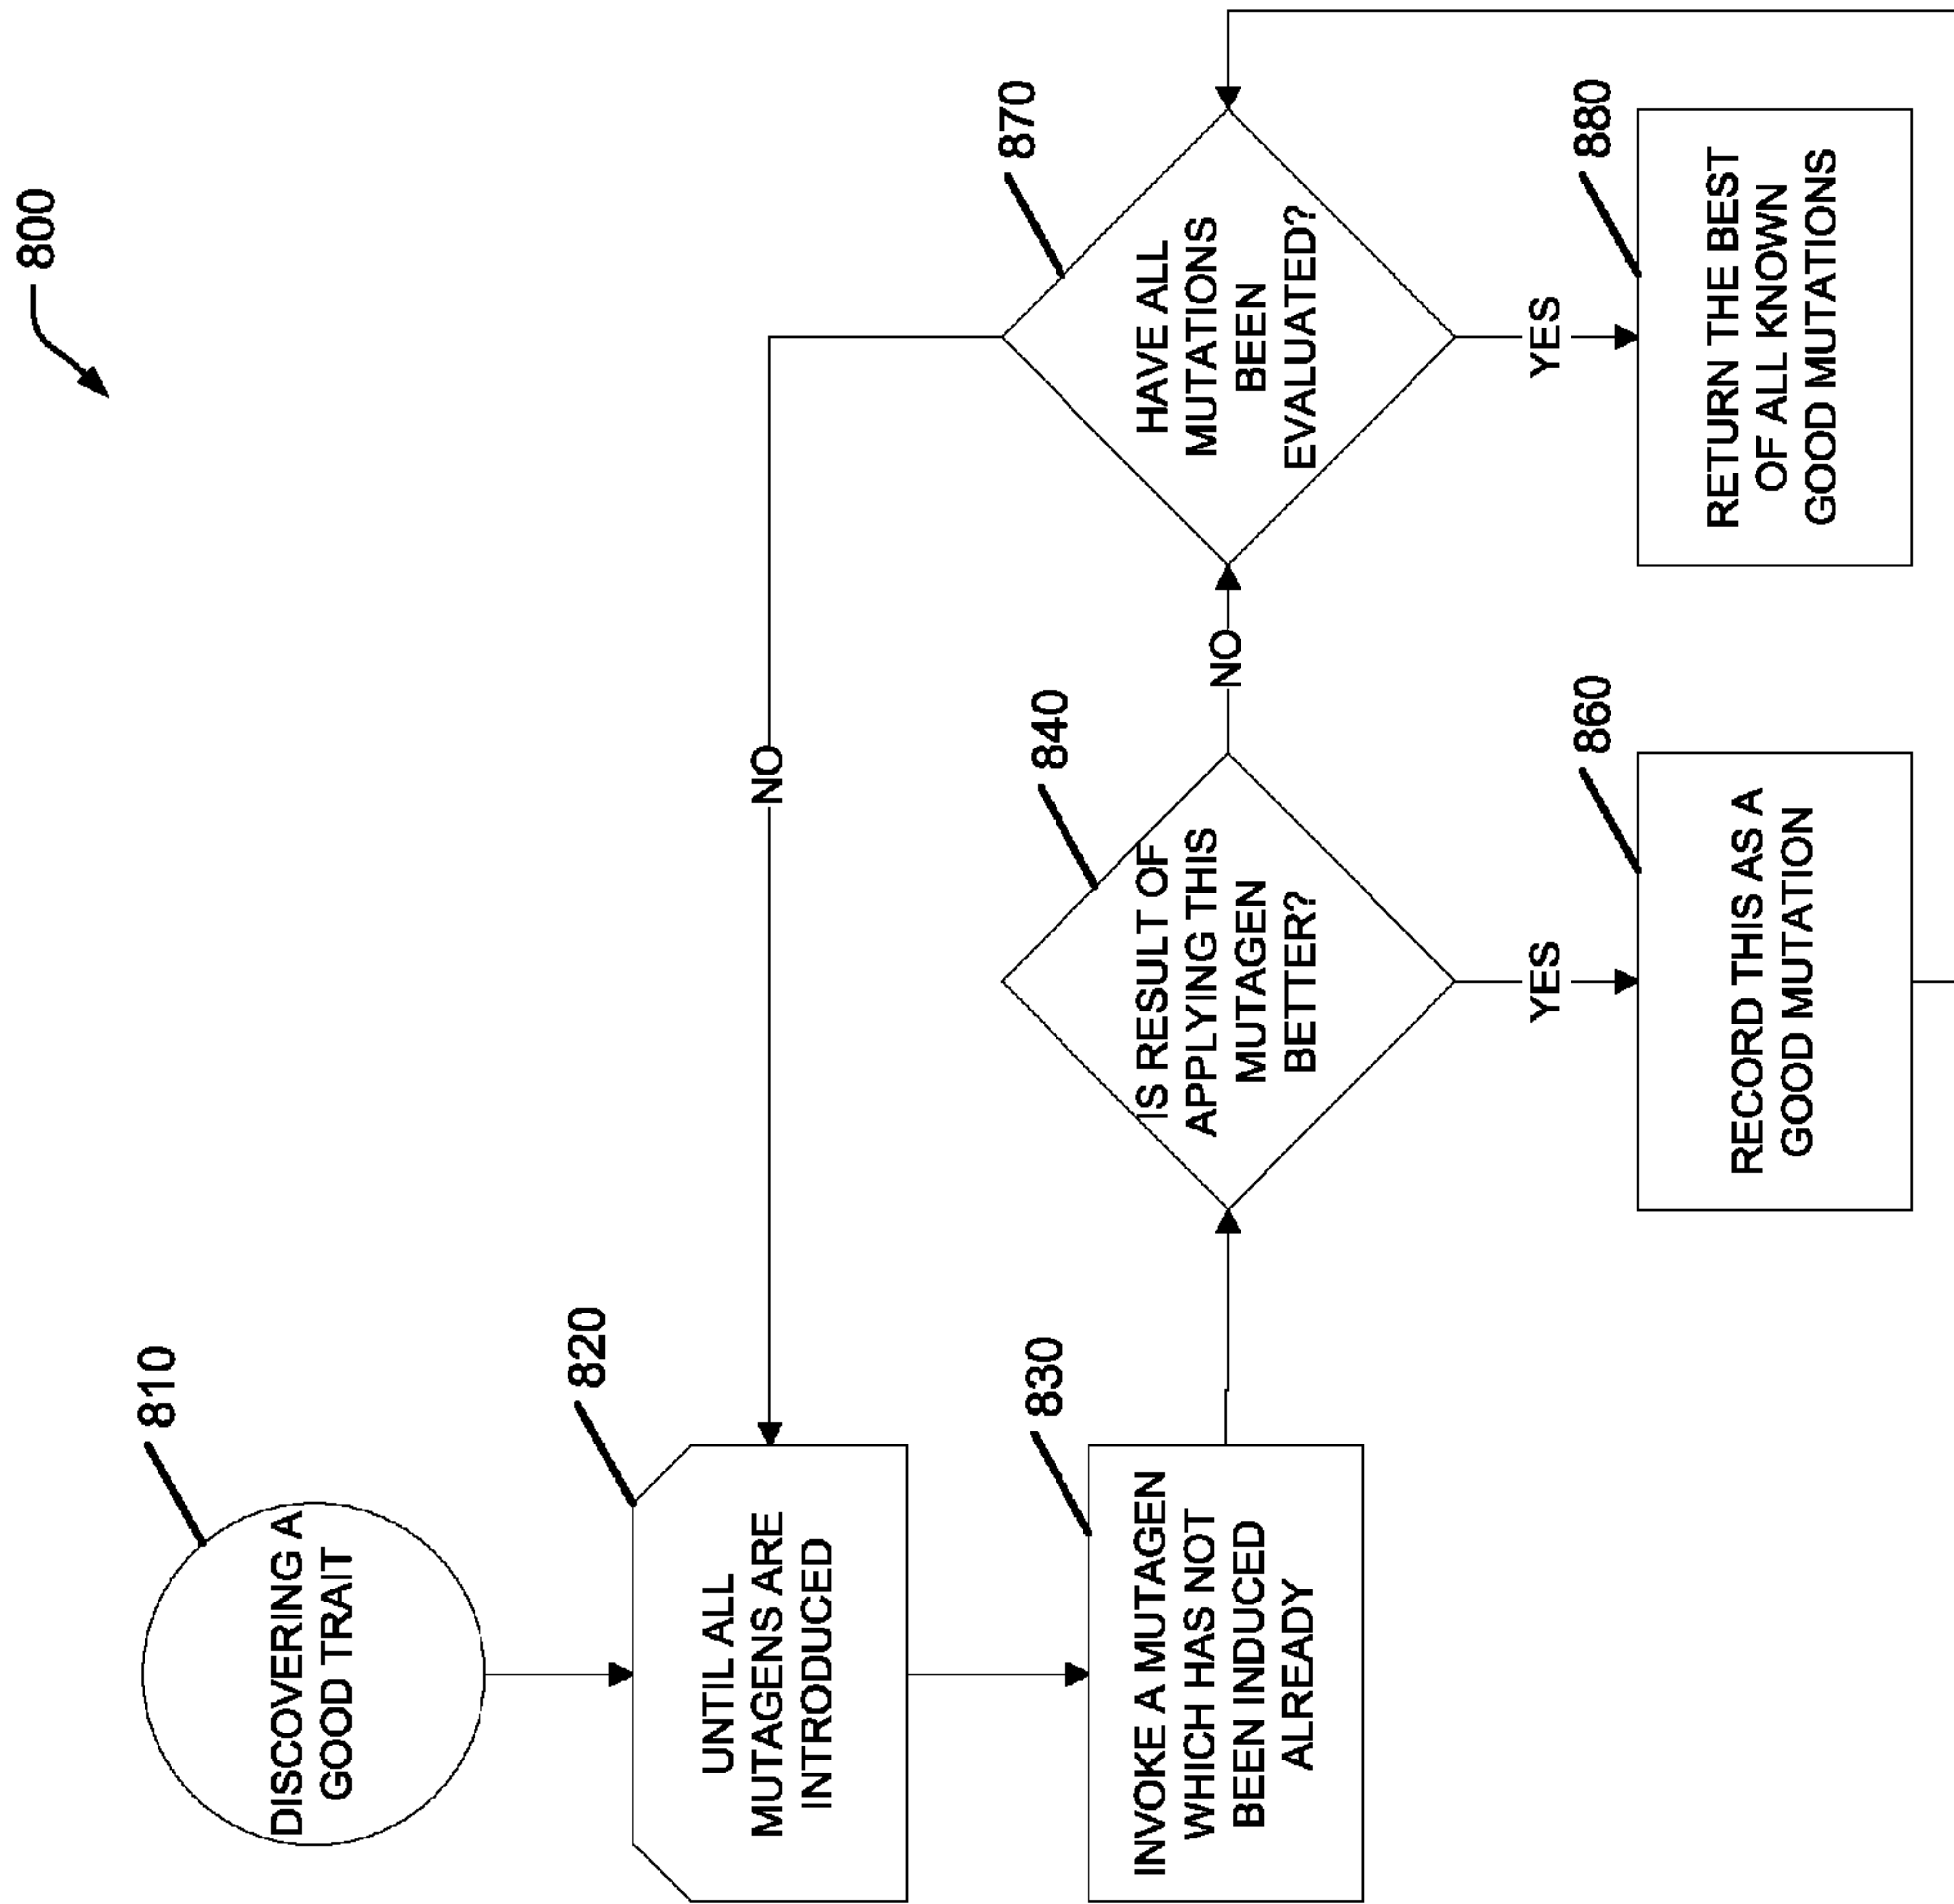 800
810
DISCOVERING A
GOOD TRAIT
820
UNTIL ALL
MUTAGENS ARE
INTRODUCED
830
INVOKE A MUTAGEN
WHICH HAS NOT
BEEN INDUCED
ALREADY
840
IS RESULT OF
APPLYING THIS
MUTAGEN
BETTER?
YES
NO
860
RECORD THIS AS A
GOOD MUTATION
870
HAVE ALL
MUTATIONS
BEEN
EVALUATED?
NO
YES
880
RETURN THE BEST
OF ALL KNOWN
GOOD MUTATIONS